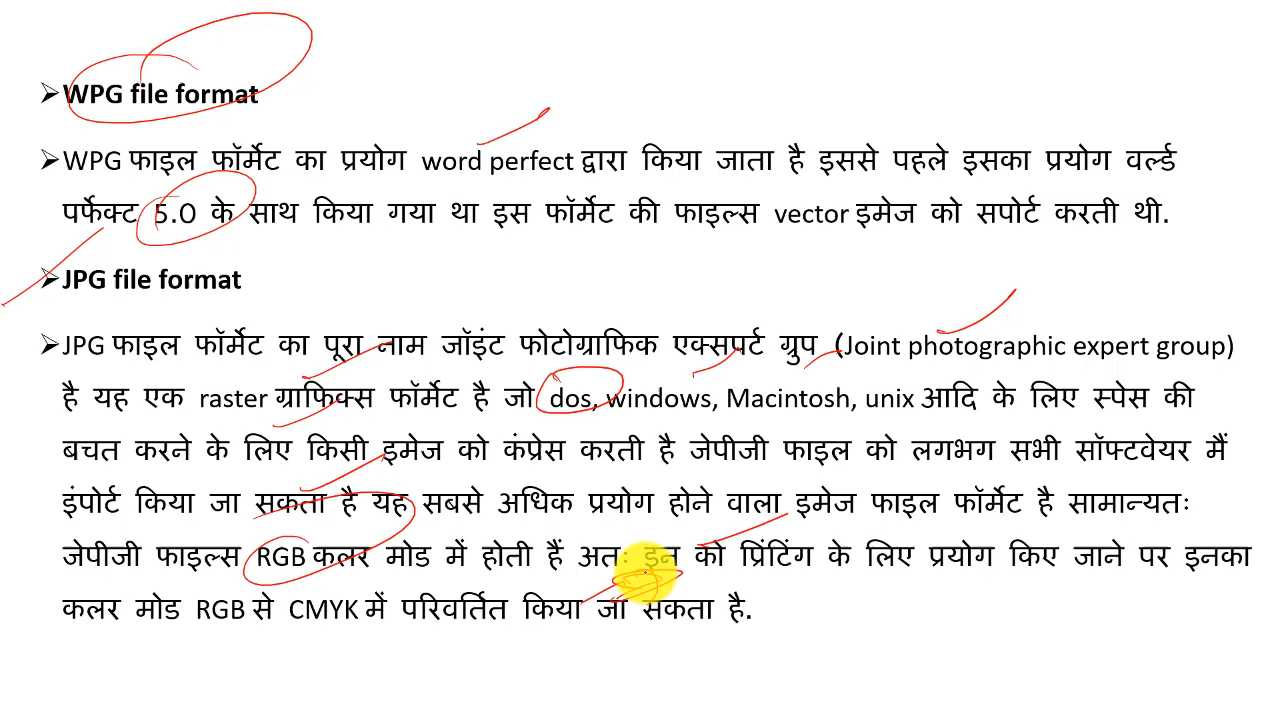 ➢WPG file format
➢WPG फाइल फॉर्मेट का प्रयोग word perfect द्वारा किया जाता है इससे पहले इसका प्रयोग वर्ल्ड
पर्फेक्ट 5.0 के साथ किया गया था इस फॉर्मेट की फाइल्स vector इमेज को सपोर्ट करती थी.
➢JPG file format
➢JPG फाइल फॉर्मेट का पूरा नाम जॉइंट फोटोग्राफिक एक्सपर्ट ग्रुप (Joint photographic expert group)
है यह एक raster ग्राफिक्स फॉर्मेट है जो dos, windows, Macintosh, unix आदि के लिए स्पेस की
बचत करने के लिए किसी इमेज को कंप्रेस करती है जेपीजी फाइल को लगभग सभी सॉफ्टवेयर मैं
इंपोर्ट किया जा सकता है यह सबसे अधिक प्रयोग होने वाला इमेज फाइल फॉर्मेट है सामान्यतः
जेपीजी फाइल्स RGB कलर मोड में होती हैं अतः इन को प्रिंटिंग के लिए प्रयोग किए जाने पर इनका
कलर मोड RGB से CMYK में परिवर्तित किया जा सकता है.